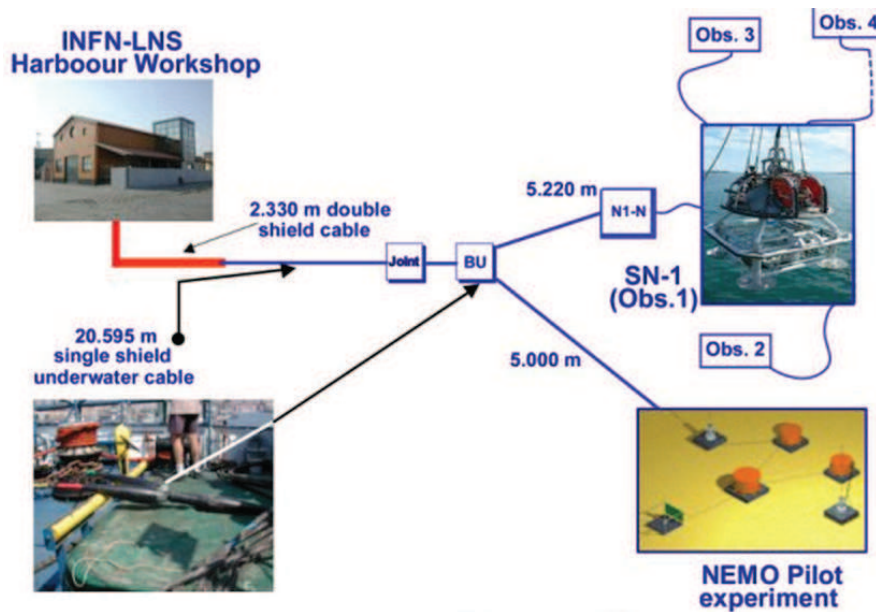 INFN-LNS
Harboour Workshop
Obs. 3
Obs. 4
2.330 m double
shield cable
5.220 m
N1-N
Joint
BU
SN-1
(Obs.1)
20.595 m
single shield
underwater cable
5.000 m
Obs. 2
NEMO Pilot
experiment